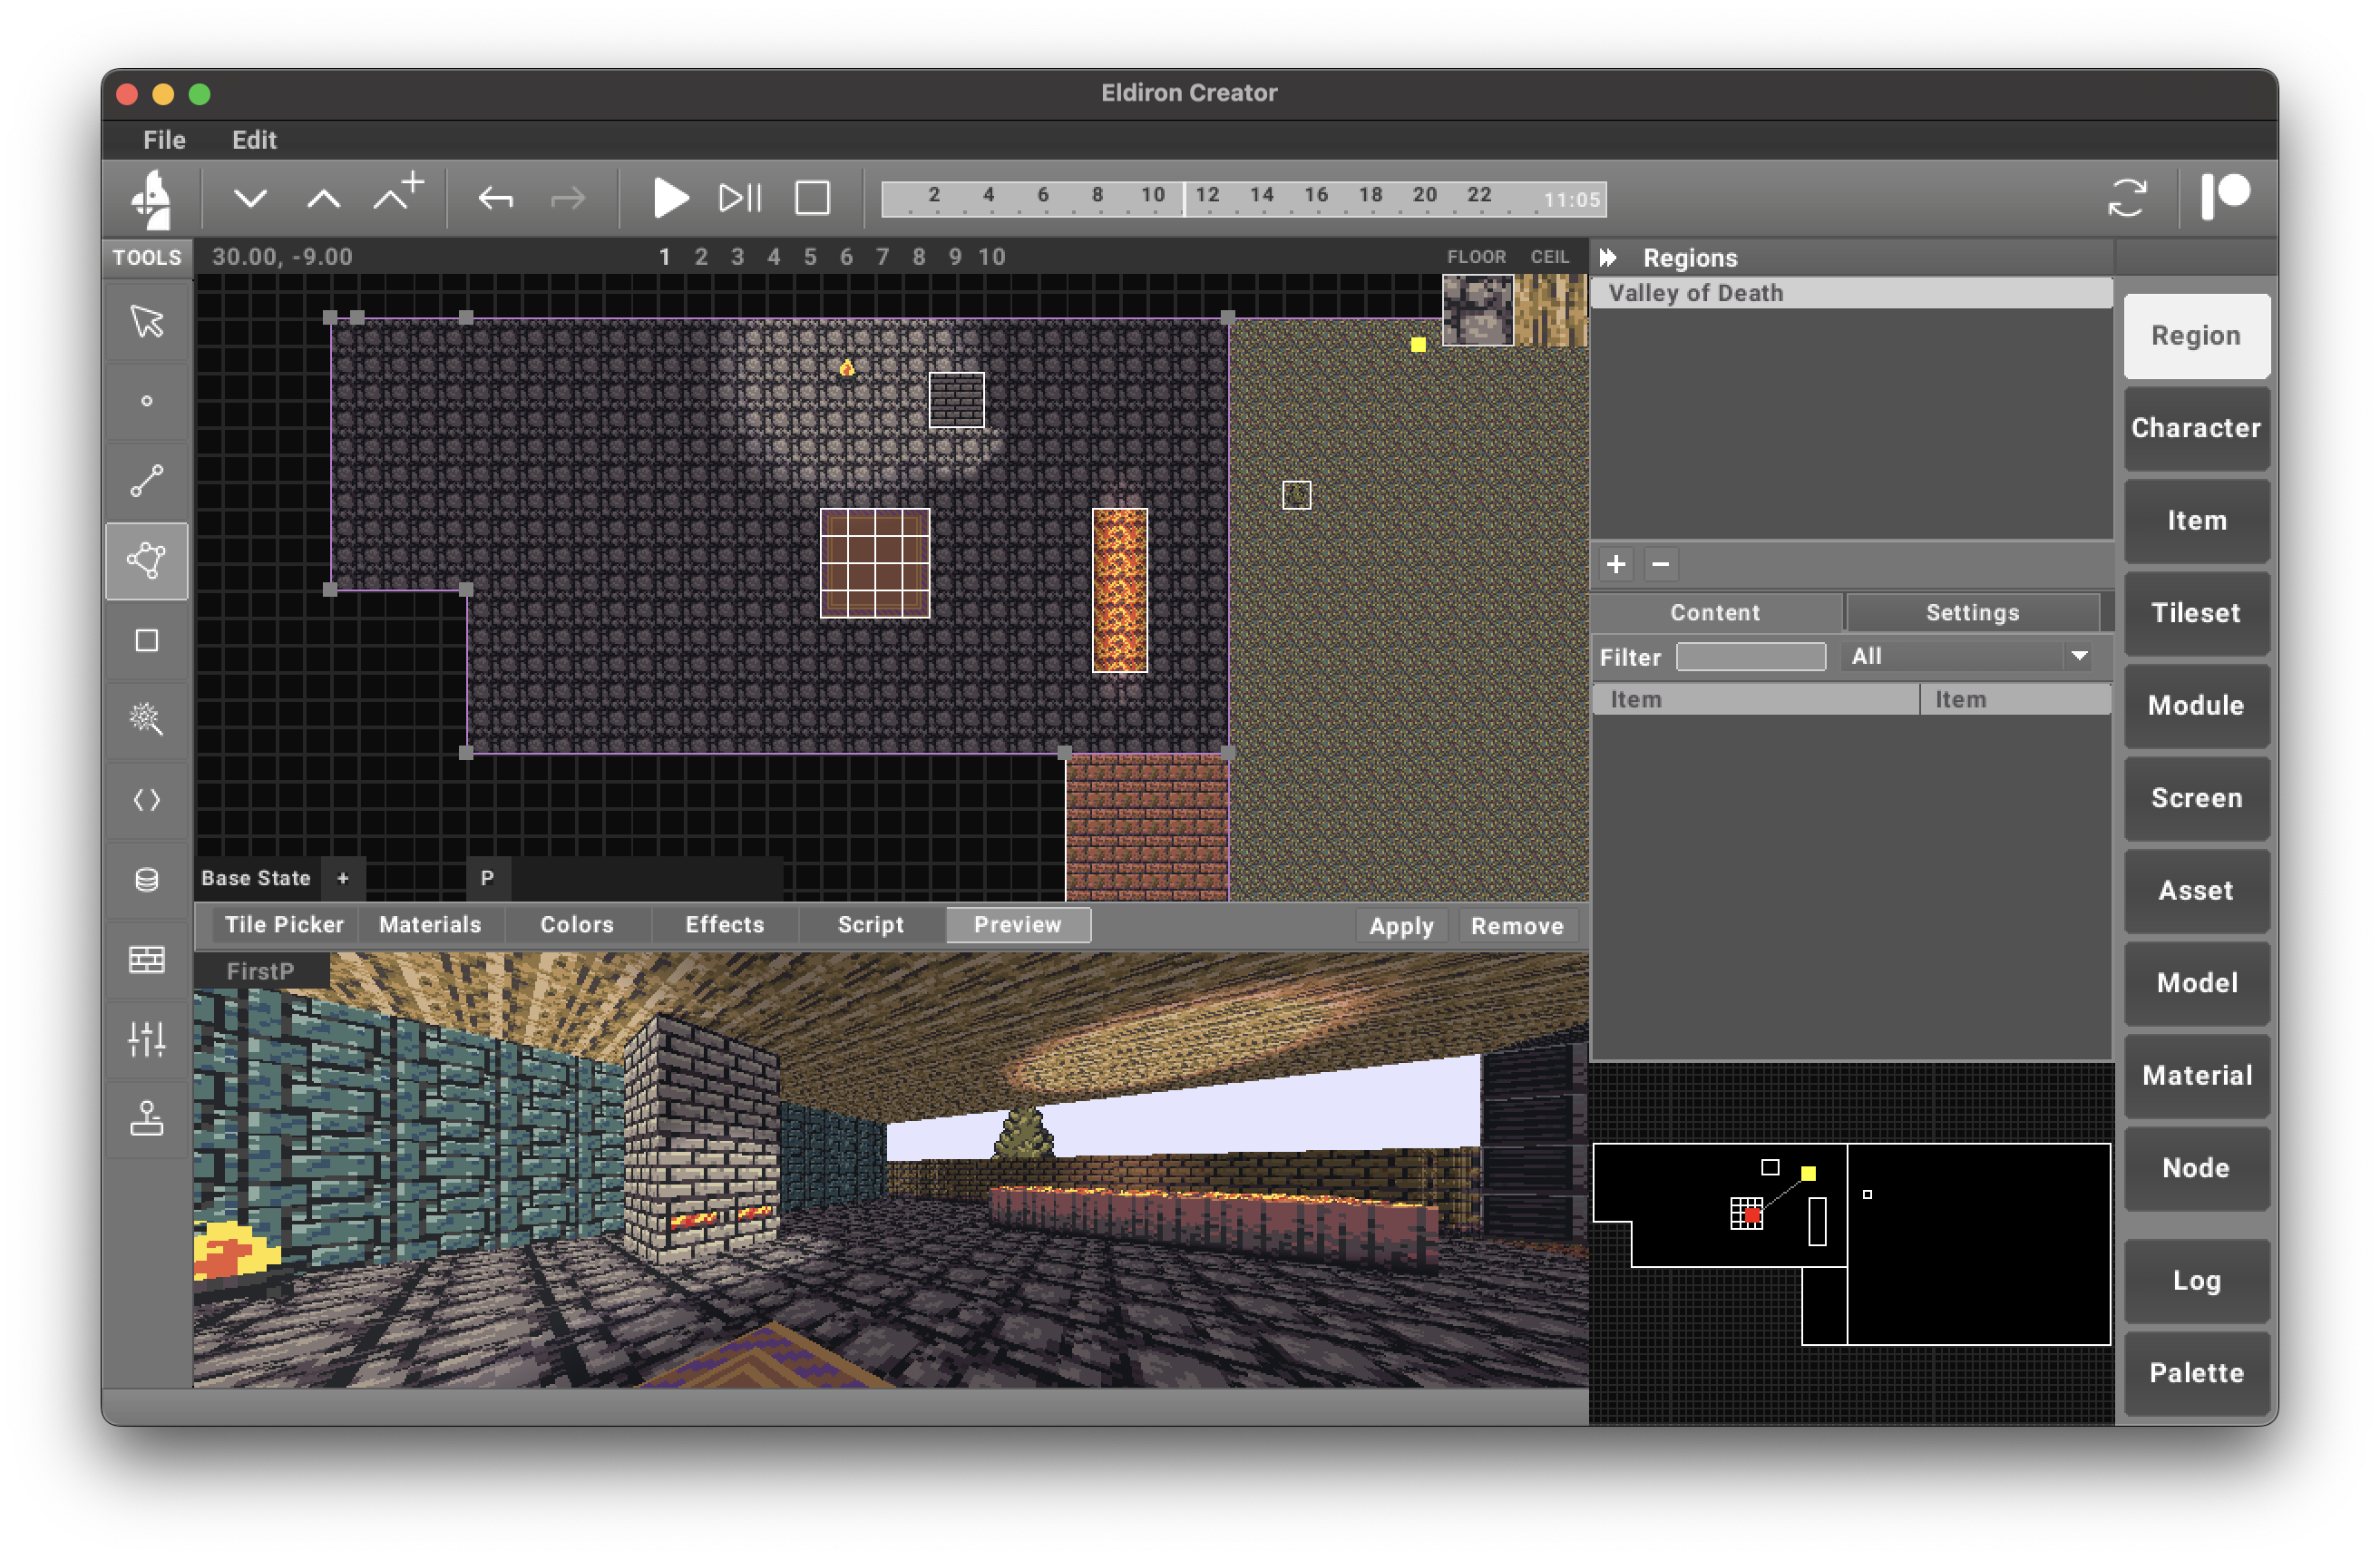 Eldiron Creator
File Edit
2 4 6 8 10 12 14 16 18 20 22 11:05
TOOLS 30.00, -9.00 1 2 3 4 5 6 7 8 9 10 FLOOR CEIL
Regions
Valley of Death
Region
Character
Item
Tileset
Content Settings
Filter All
Item Item
Module
Screen
Base State + P
Asset
Tile Picker Materials Colors Effects Script Preview Apply Remove
FirstP
Model
Material
Node
Log
Palette